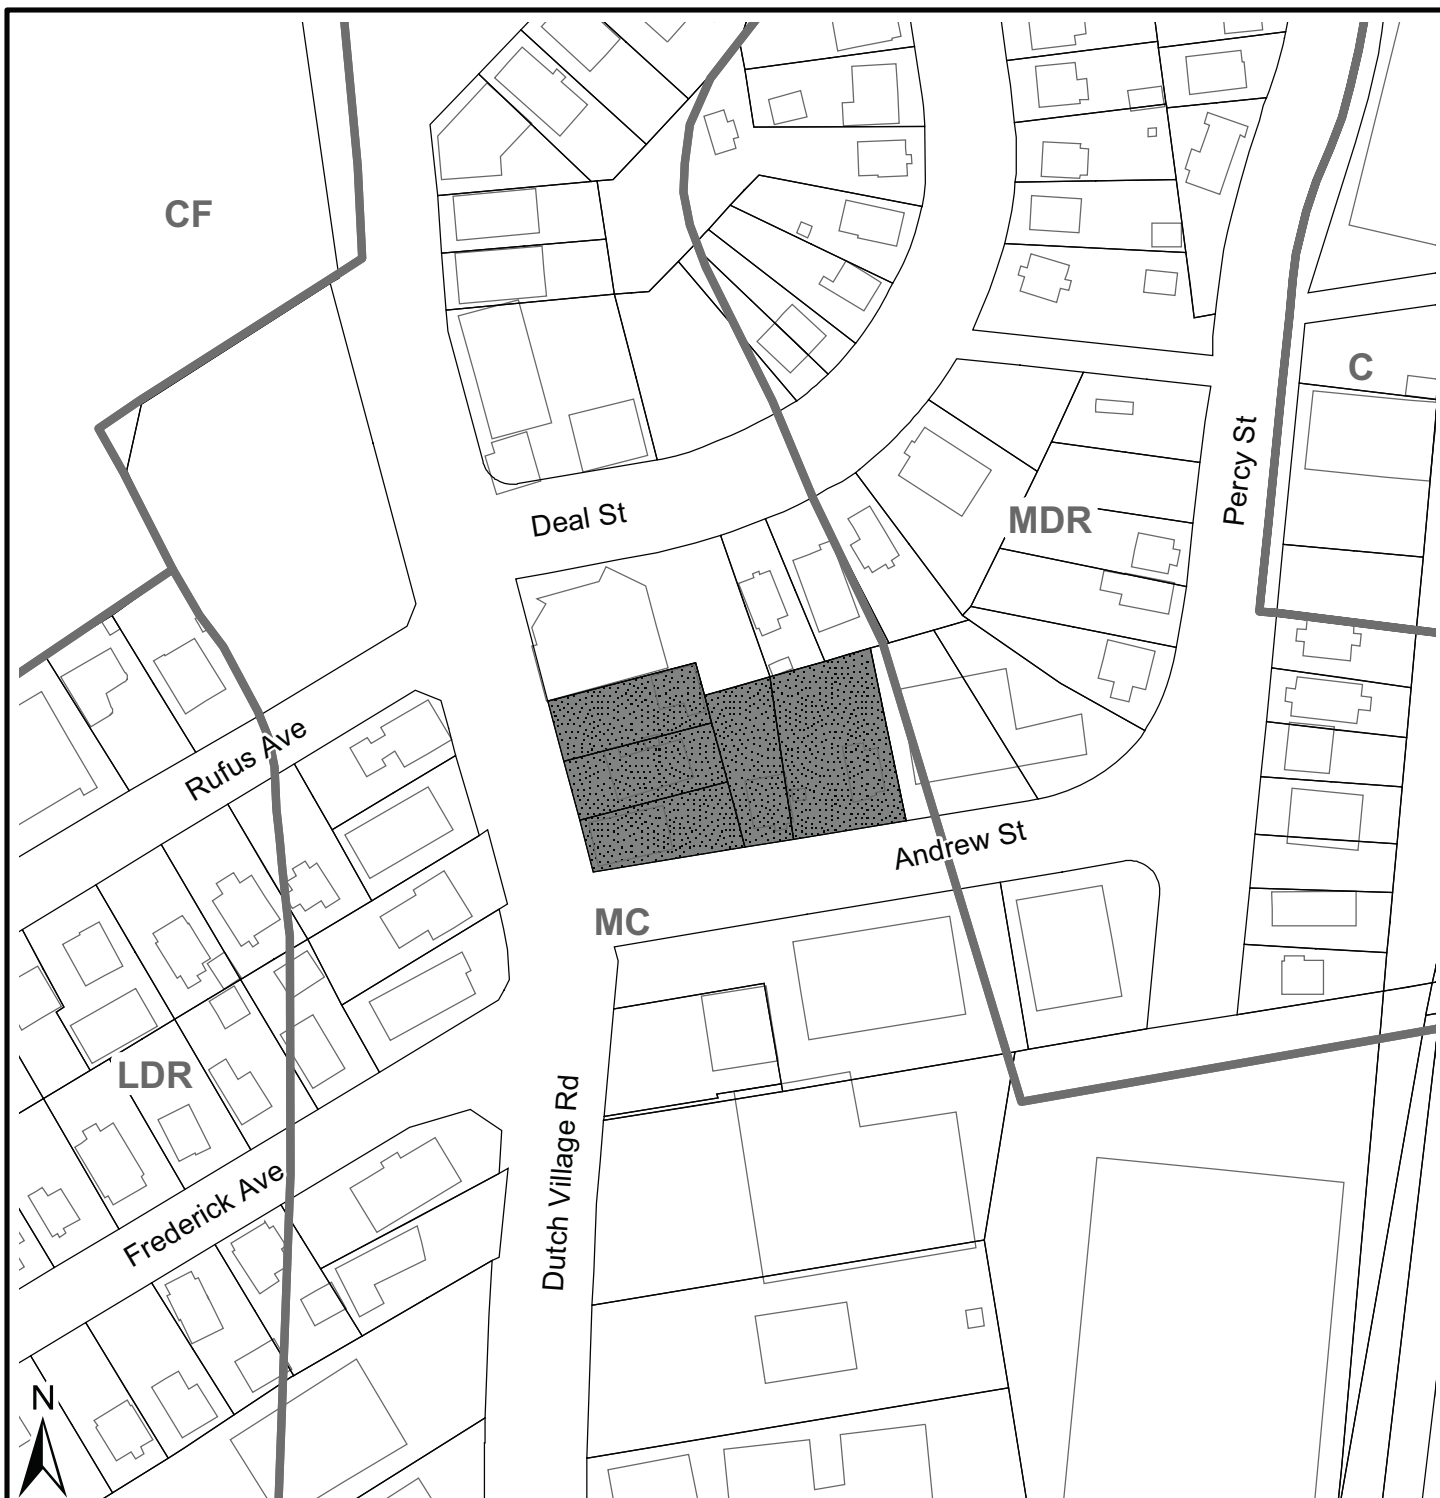 CF
C
Percy St
Deal St
MDR
Rufus Ave
Andrew St
MC
LDR
Dutch Village Rd
Frederick Ave
N